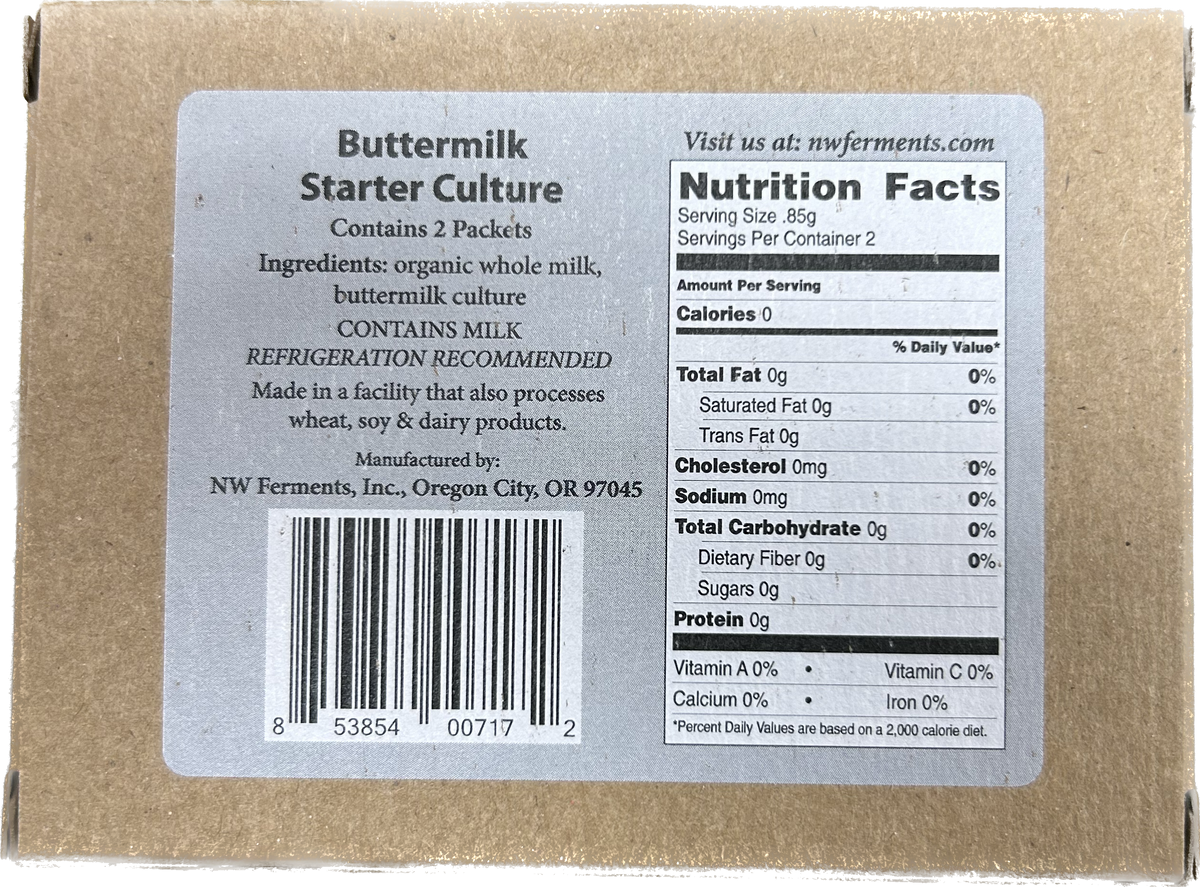 Buttermilk
Starter Culture
Contains 2 Packets
Ingredients: organic whole milk,
buttermilk culture
CONTAINS MILK
REFRIGERATION RECOMMENDED
Made in a facility that also processes
wheat, soy & dairy products.
Manufactured by:
NW Ferments, Inc., Oregon City, OR 97045
8 53854 00717 2
Visit us at: nwferments.com
Nutrition Facts
Serving Size .85g
Servings Per Container 2
Amount Per Serving
Calories 0
% Daily Value*
Total Fat 0g 0%
Saturated Fat 0g 0%
Trans Fat 0g
Cholesterol 0mg 0%
Sodium 0mg 0%
Total Carbohydrate 0g 0%
Dietary Fiber 0g 0%
Sugars 0g
Protein 0g
Vitamin A 0% • Vitamin C 0%
Calcium 0% • Iron 0%
*Percent Daily Values are based on a 2,000 calorie diet.